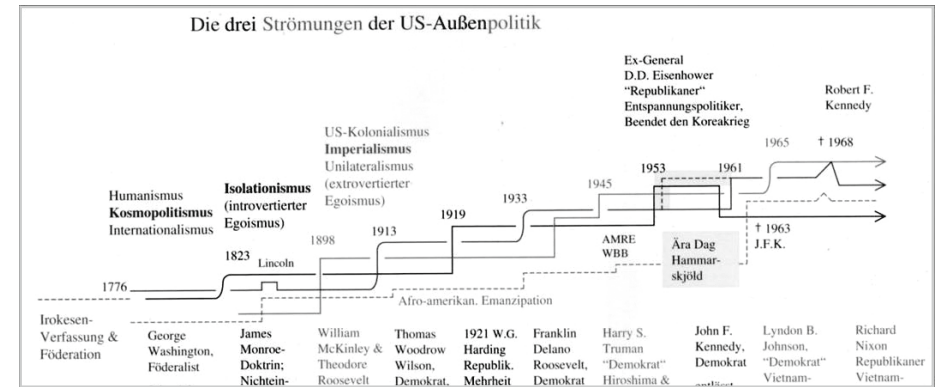 Die drei Strömungen der US-Außenpolitik
Ex-General
D.D. Eisenhower
“Republikaner“
Entspannungspolitiker,
Beendet den Koreakrieg
Robert F.
Kennedy
US-Kolonialismus
Imperialismus
Unilateralismus
(extrovertierter
Egoismus)
1965
† 1968
Humanismus
Kosmopolitismus
Internationalismus
Isolationismus
(introvertierter
Egoismus)
1953
1961
1945
1933
1919
1913
1898
1823
Lincoln
1776
AMRE
WBB
Ära Dag
Hammar-
skjöld
† 1963
J.F.K.
Afro-amerikan. Emanzipation
Irokesen-
Verfassung &
Föderation
George
Washington,
Föderalist
James
Monroe-
Doktrin;
Nichtein-
William
McKinley &
Theodore
Roosevelt
Thomas
Woodrow
Wilson,
Demokrat,
1921 W.G.
Harding
Republik.
Mehrheit
Franklin
Delano
Roosevelt,
Demokrat
Harry S.
Truman
“Demokrat“
Hiroshima &
John F.
Kennedy,
Demokrat
Lyndon B.
Johnson,
“Demokrat“
Vietnam-
Richard
Nixon
Republikaner
Vietnam-